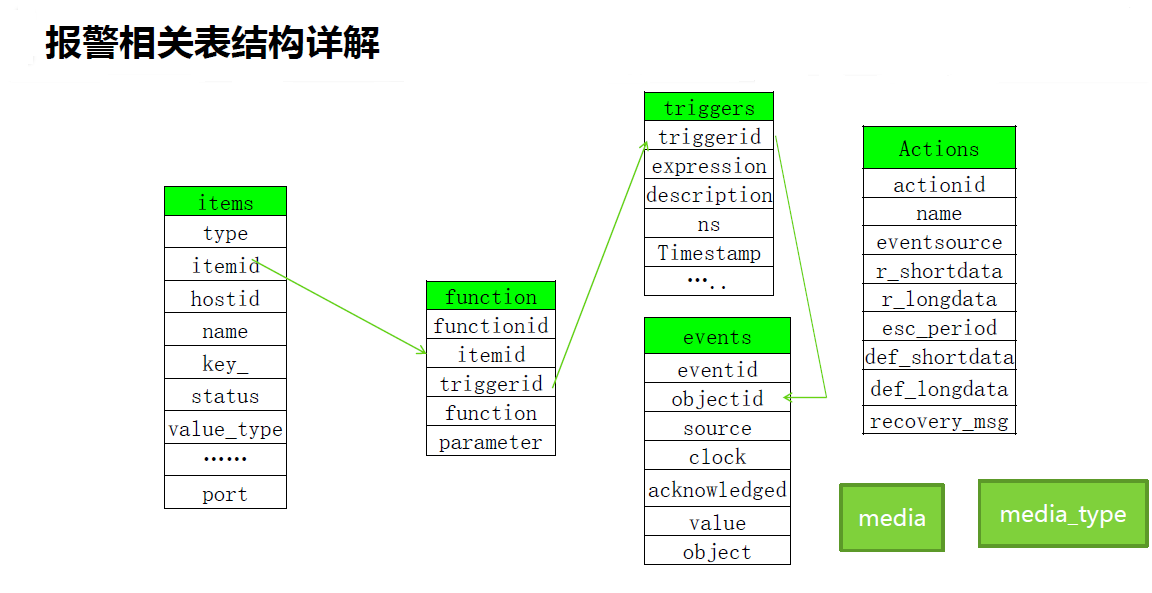 报警相关表结构详解
items
type
itemid
hostid
name
key_
status
value_type
……
port
function
functionid
itemid
triggerid
function
parameter
triggers
triggerid
expression
description
ns
Timestamp
…..
events
eventid
objectid
source
clock
acknowledged
value
object
Actions
actionid
name
eventsource
r_shortdata
r_longdata
esc_period
def_shortdata
def_longdata
recovery_msg
media
media_type